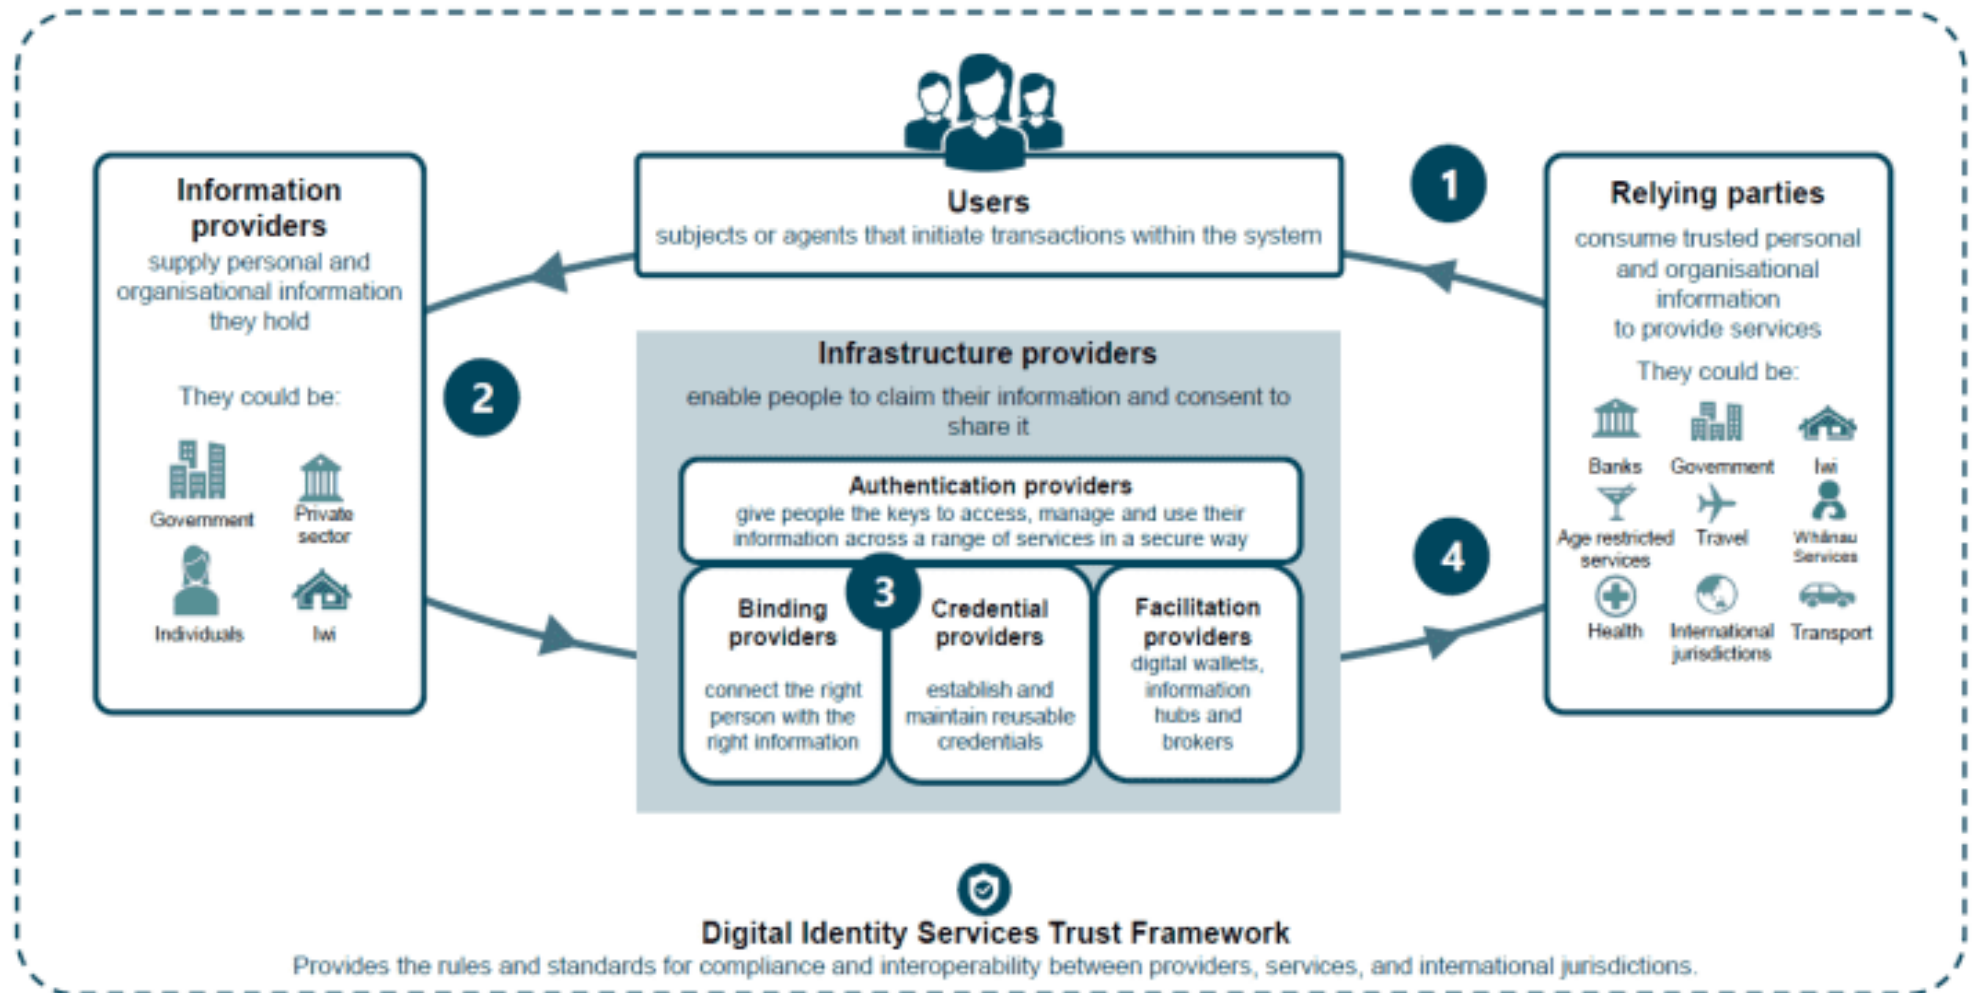 Information
providers
supply personal and
organisational information
they hold
They could be:
Government
Private
sector
Individuals
Iwi
Users
subjects or agents that initiate transactions within the system
1
2
Infrastructure providers
enable people to claim their information and consent to
share it
Authentication providers
give people the keys to access, manage and use their
information across a range of services in a secure way
3
Binding
providers
connect the right
person with the
right information
Credential
providers
establish and
maintain reusable
credentials
Facilitation
providers
digital wallets,
information
hubs and
brokers
4
Relying parties
consume trusted personal
and organisational
information
to provide services
They could be:
Banks
Government
Iwi
Age restricted
services
Travel
Whānau
Services
Health
International
jurisdictions
Transport
Digital Identity Services Trust Framework
Provides the rules and standards for compliance and interoperability between providers, services, and international jurisdictions.